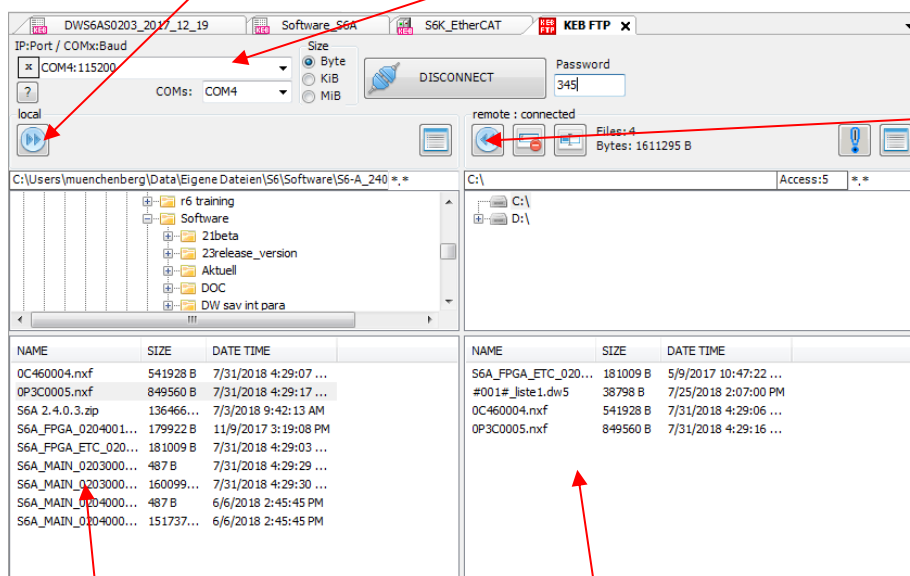 DWS6AS0203_2017_12_19 Software_S6A S6K_EtherCAT KEB FTP X
IP:Port / COMx:Baud Size
x COM4:115200 Byte Password
? COMs: COM4 KiB DISCONNECT 345
MiB
local remote : connected
Files: 4
Bytes: 1611295 B
C:\Users\muenchenberg\Data\Eigene Dateien\S6\Software\S6-A_240 *.* C:\ Access:5 *.*
r6 training C:\
Software D:\
21beta
23release_version
Aktuell
DOC
DW sav int para
NAME SIZE DATE TIME NAME SIZE DATE TIME
0C460004.nxf 541928 B 7/31/2018 4:29:07 ... S6A_FPGA_ETC_020... 181009 B 5/9/2017 10:47:22 ...
0P3C0005.nxf 849560 B 7/31/2018 4:29:17 ... #001#_liste1.dw5 38798 B 7/25/2018 2:07:00 PM
S6A 2.4.0.3.zip 136466... 7/3/2018 9:42:13 AM 0C460004.nxf 541928 B 7/31/2018 4:29:06 ...
S6A_FPGA_0204001... 179922 B 11/9/2017 3:19:08 PM 0P3C0005.nxf 849560 B 7/31/2018 4:29:16 ...
S6A_FPGA_ETC_020... 181009 B 7/31/2018 4:29:03 ...
S6A_MAIN_0203000... 487 B 7/31/2018 4:29:29 ...
S6A_MAIN_0203000... 160099... 7/31/2018 4:29:30 ...
S6A_MAIN_0204000... 487 B 6/6/2018 2:45:45 PM
S6A_MAIN_0204000... 151737... 6/6/2018 2:45:45 PM